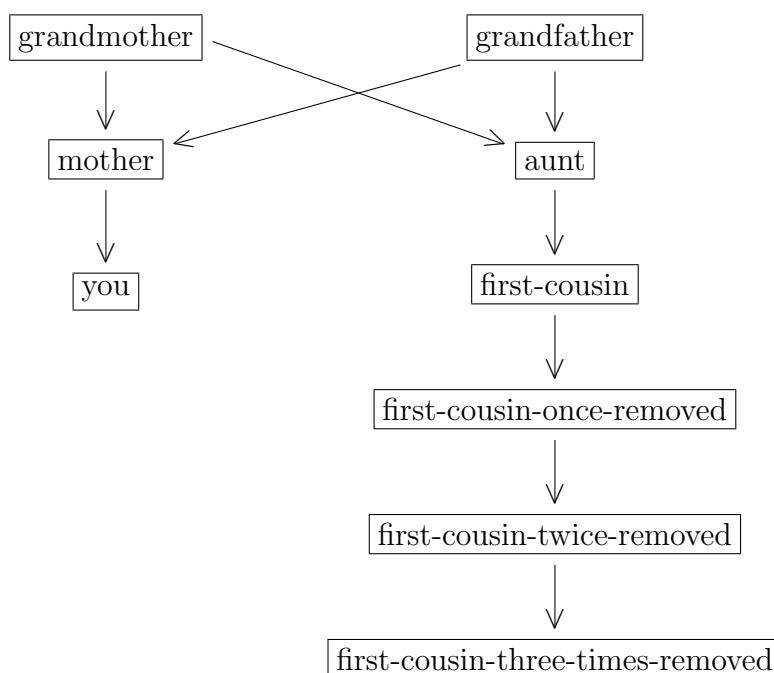 grandmother
grandfather
mother
aunt
you
first-cousin
first-cousin-once-removed
first-cousin-twice-removed
first-cousin-three-times-removed